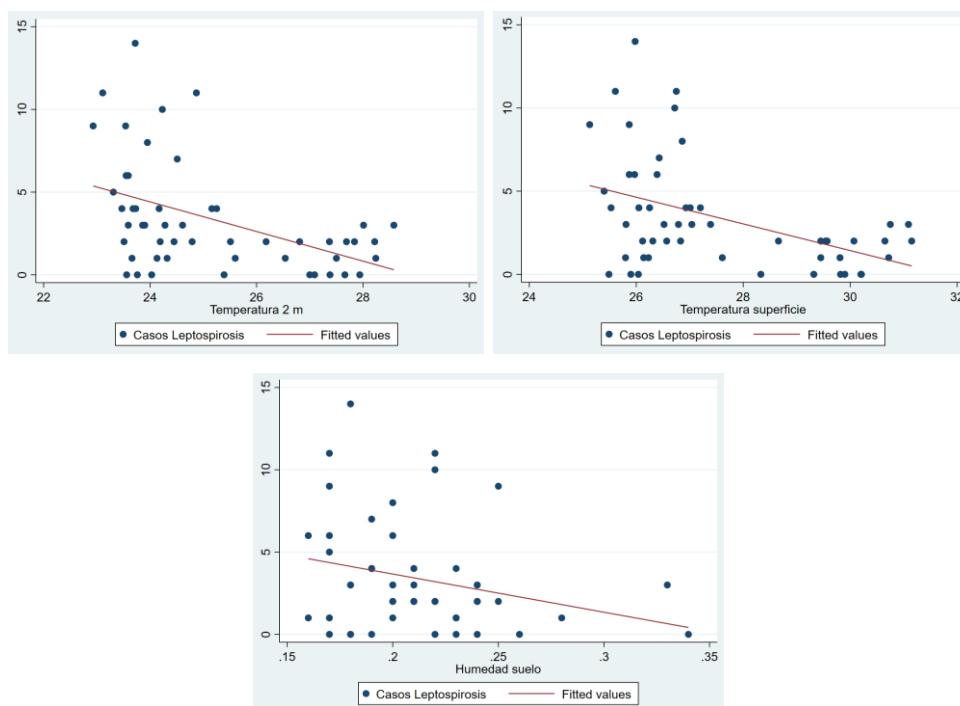 15
10
5
0
22 24 26 28 30
Temperatura 2 m
Casos Leptospirosis Fitted values
15
10
5
0
24 26 28 30 32
Temperatura superficie
Casos Leptospirosis Fitted values
15
10
5
0
.15 .2 .25 .3 .35
Humedad suelo
Casos Leptospirosis Fitted values